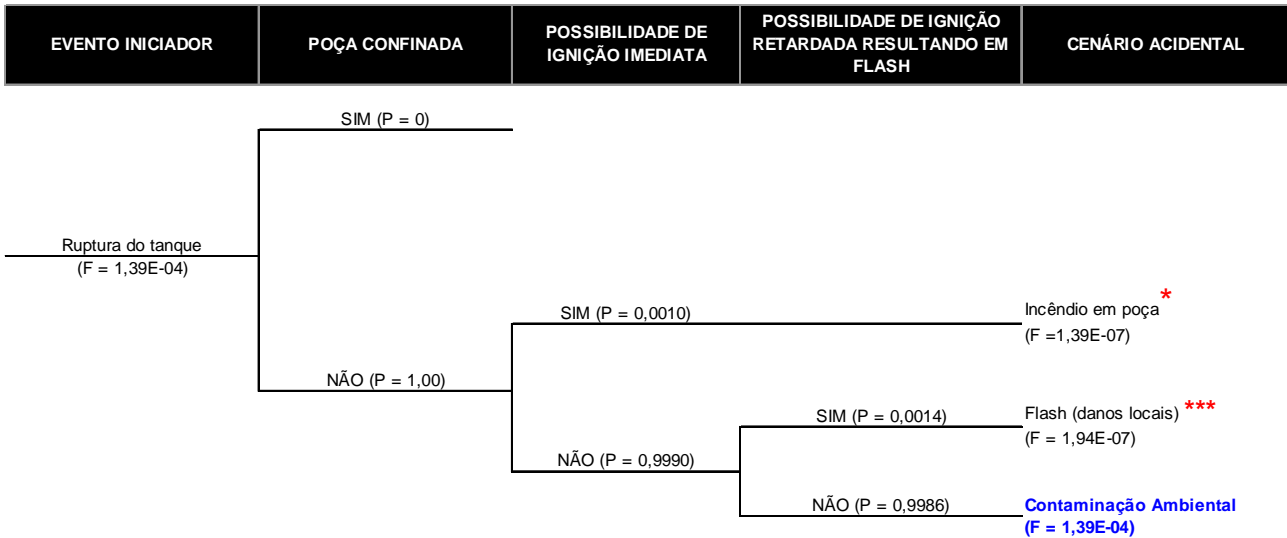 EVENTO INICIADOR
POÇA CONFINADA
POSSIBILIDADE DE
IGNIÇÃO IMEDIATA
POSSIBILIDADE DE IGNIÇÃO
RETARDADA RESULTANDO EM
FLASH
CENÁRIO ACIDENTAL
SIM (P = 0)
Ruptura do tanque
(F = 1,39E-04)
SIM (P = 0,0010)
Incêndio em poça *
(F =1,39E-07)
NÃO (P = 1,00)
SIM (P = 0,0014)
Flash (danos locais) ***
(F = 1,94E-07)
NÃO (P = 0,9990)
NÃO (P = 0,9986)
Contaminação Ambiental
(F = 1,39E-04)